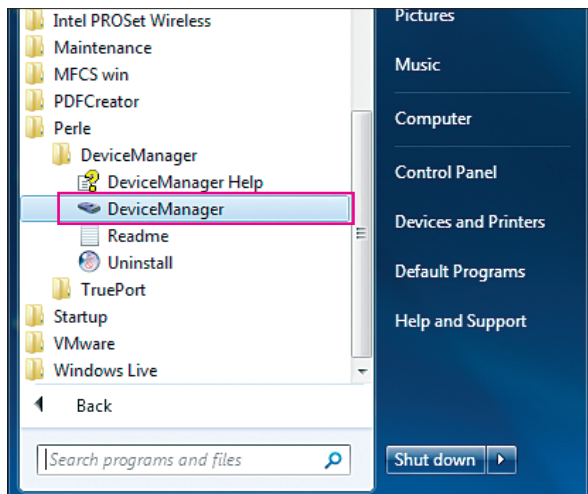 Intel PROSet Wireless
Maintenance
MFCS win
PDFCreator
Perle
DeviceManager
DeviceManager Help
DeviceManager
Readme
Uninstall
TruePort
Startup
VMware
Windows Live
Back
Search programs and files
Pictures
Music
Computer
Control Panel
Devices and Printers
Default Programs
Help and Support
Shut down